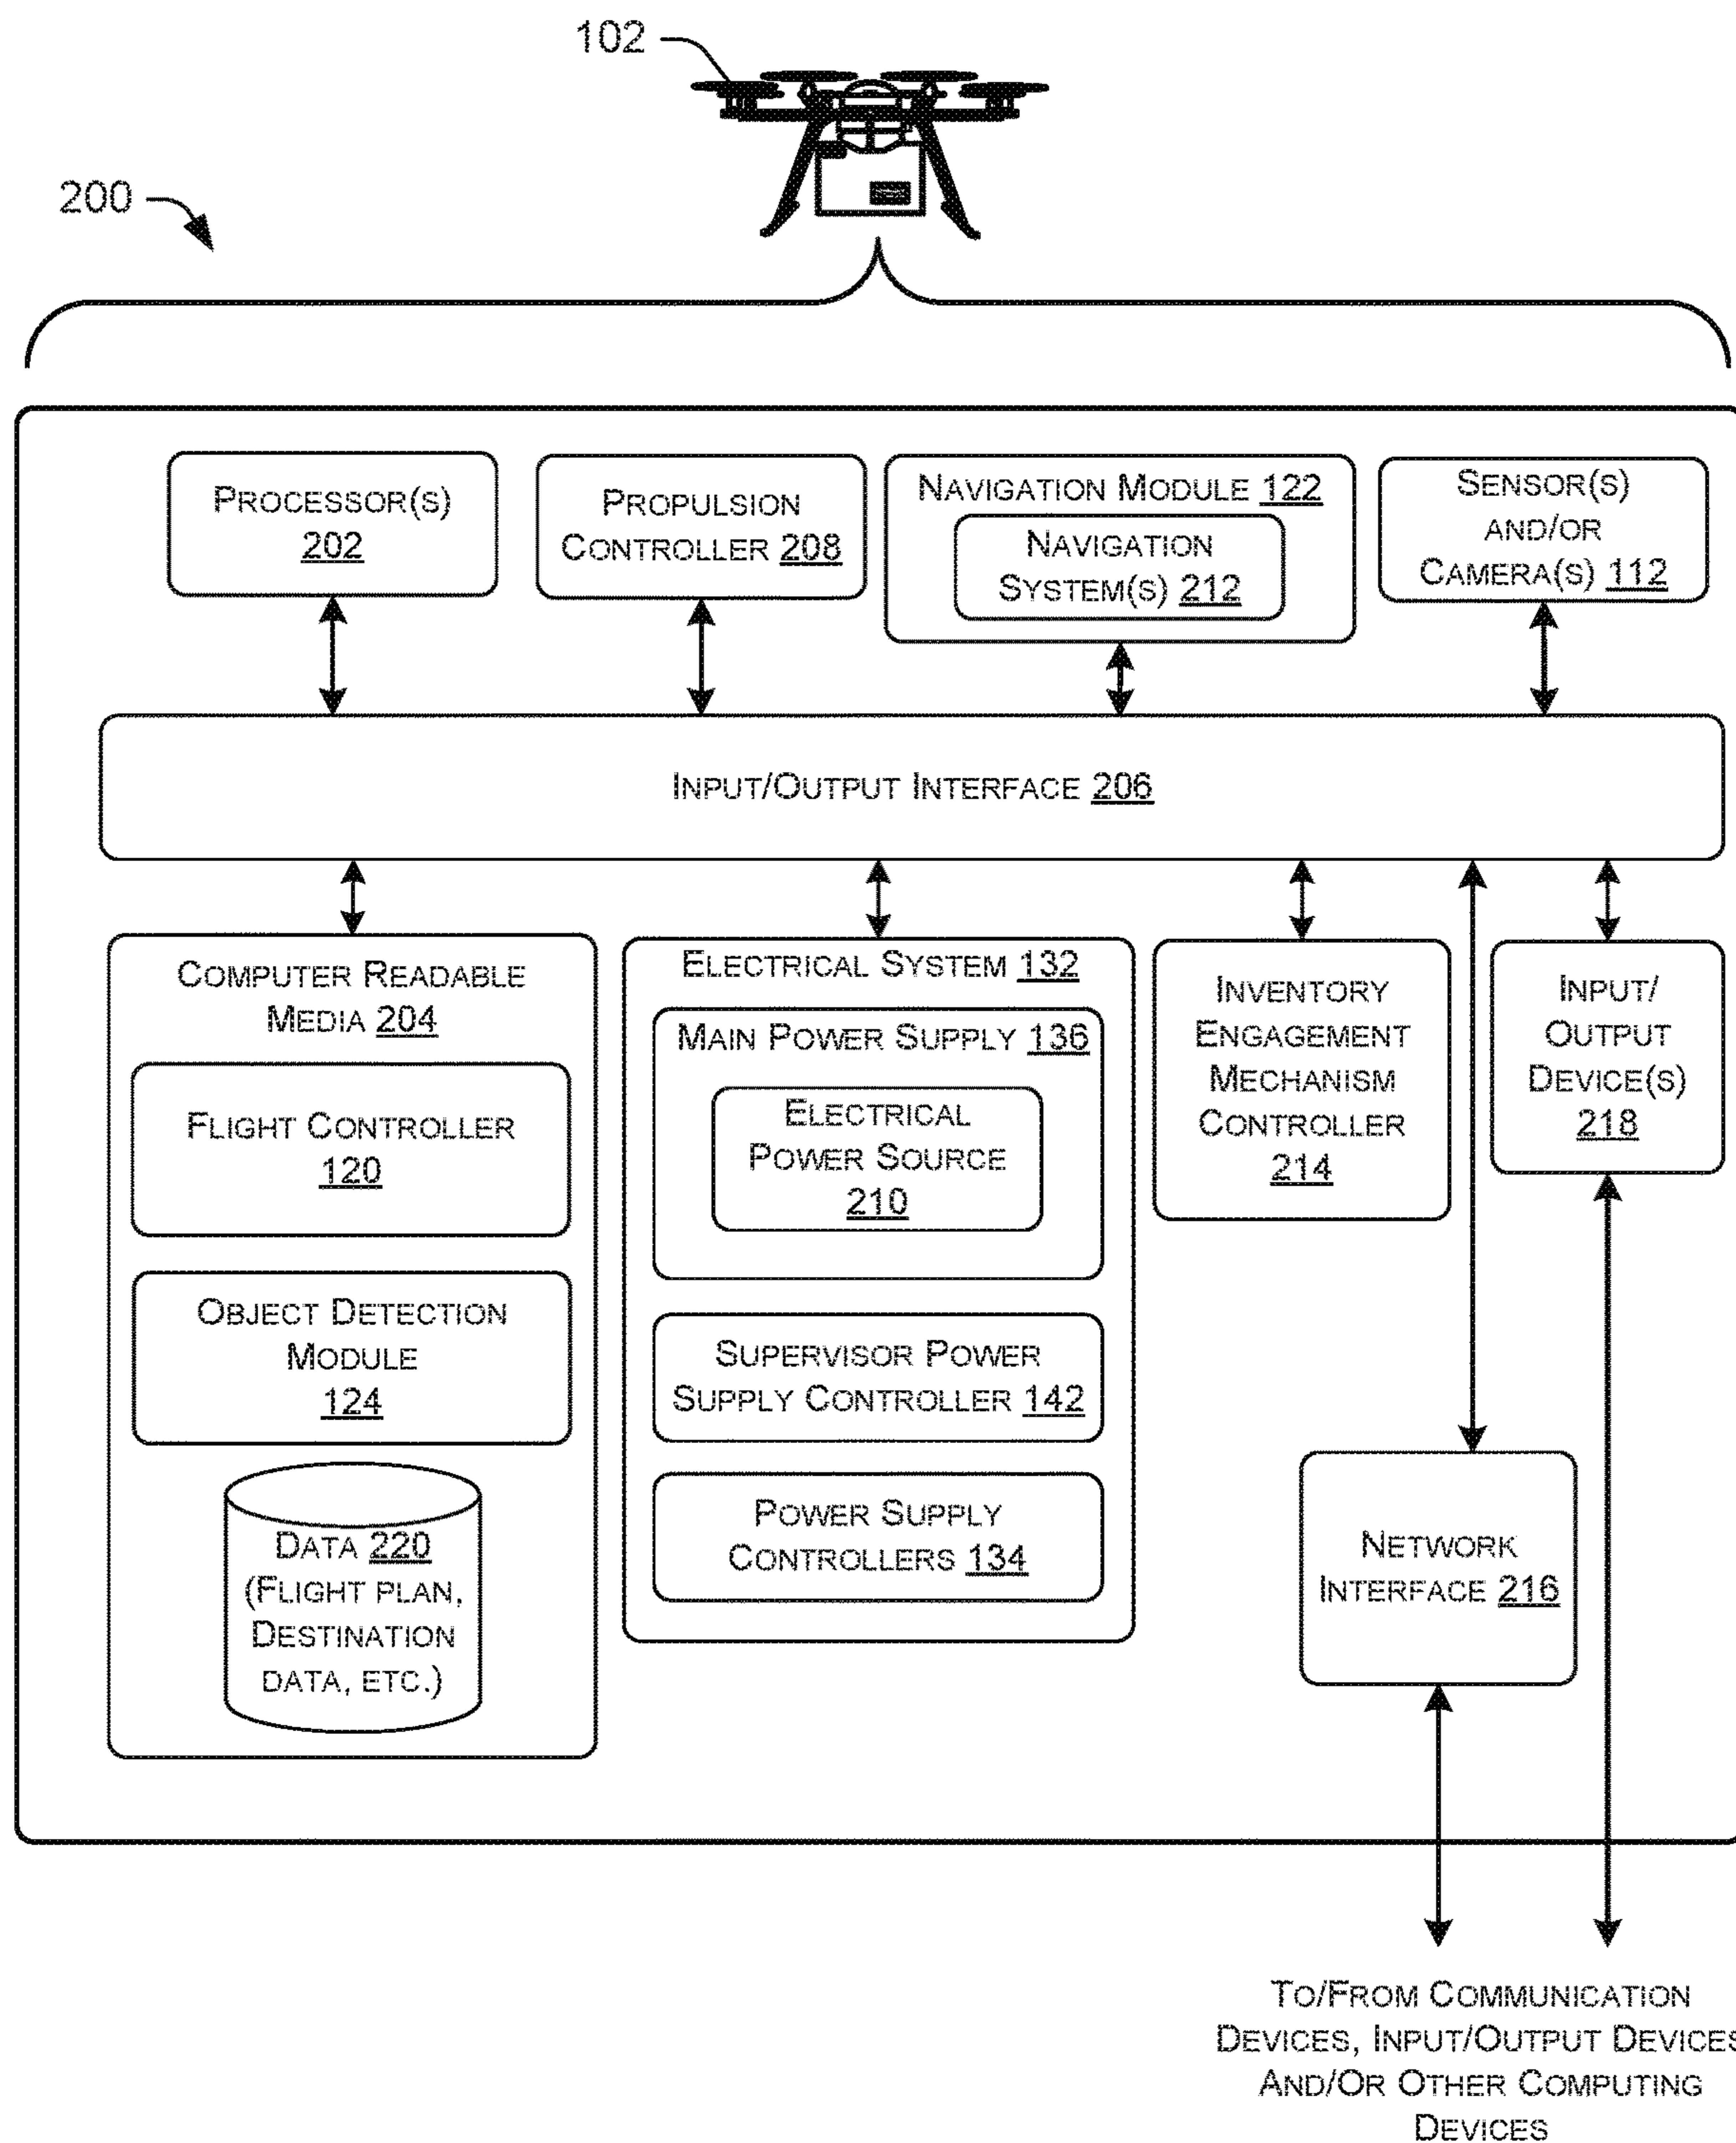 102
200
Processor(s)
202
Propulsion
Controller 208
Navigation Module 122
Navigation
System(s) 212
Sensor(s)
and/or
Camera(s) 112
Input/Output Interface 206
Computer Readable
Media 204
Flight Controller
120
Object Detection
Module
124
Data 220
(Flight plan,
Destination
data, etc.)
Electrical System 132
Main Power Supply 136
Electrical
Power Source
210
Supervisor Power
Supply Controller 142
Power Supply
Controllers 134
Inventory
Engagement
Mechanism
Controller
214
Input/
Output
Device(s)
218
Network
Interface 216
To/From Communication
Devices, Input/Output Devices
And/Or Other Computing
Devices